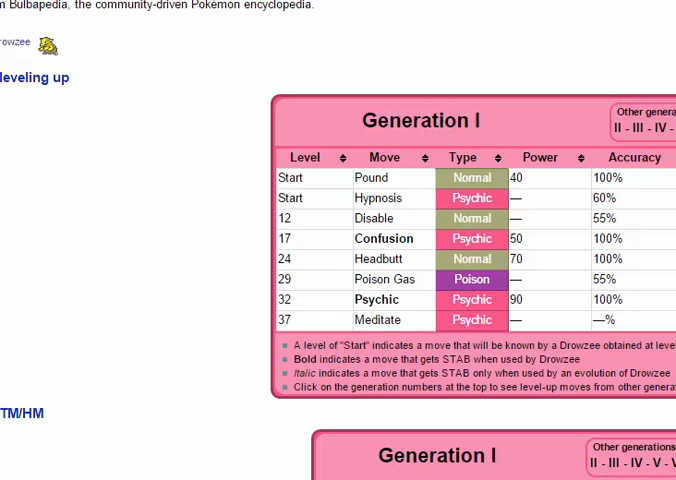 m Bulbapedia, the community-driven Pokémon encyclopedia.
rowzee
leveling up
Generation I
Other genera
II - III - IV -
Level Move Type Power Accuracy
Start Pound Normal 40 100%
Start Hypnosis Psychic — 60%
12 Disable Normal — 55%
17 Confusion Psychic 50 100%
24 Headbutt Normal 70 100%
29 Poison Gas Poison — 55%
32 Psychic Psychic 90 100%
37 Meditate Psychic — —%
A level of "Start" indicates a move that will be known by a Drowzee obtained at leve
Bold indicates a move that gets STAB when used by Drowzee
Italic indicates a move that gets STAB only when used by an evolution of Drowzee
Click on the generation numbers at the top to see level-up moves from other genera
TM/HM
Generation I
Other generations
II - III - IV - V - V